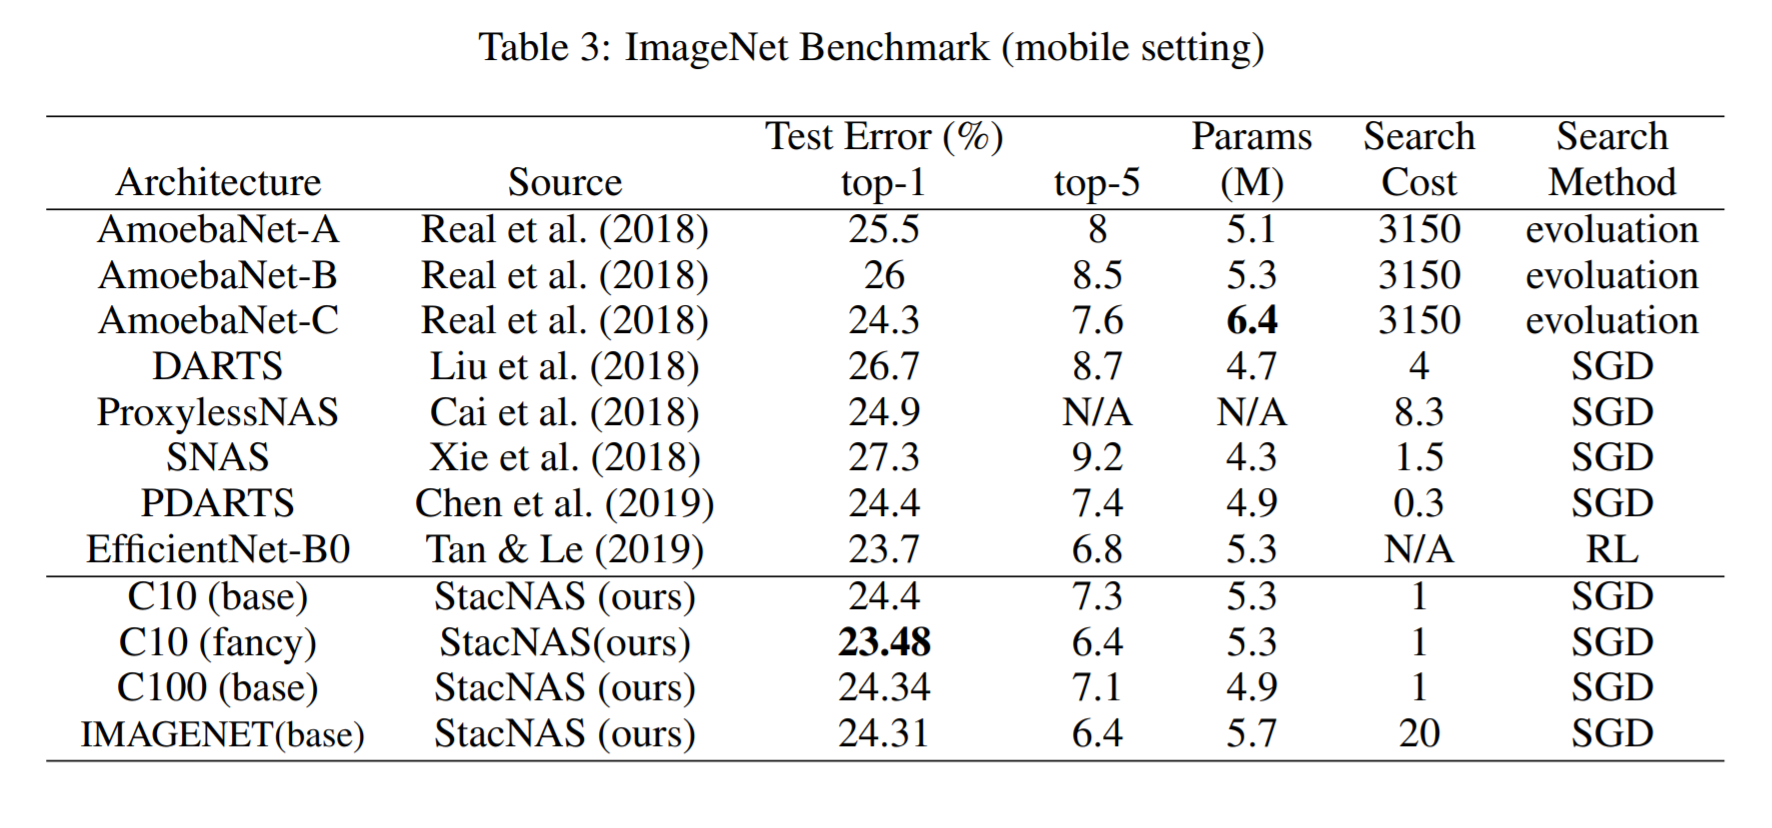 Table 3: ImageNet Benchmark (mobile setting)
Test Error (%) Params Search Search
Architecture Source top-1 top-5 (M) Cost Method
AmoebaNet-A Real et al. (2018) 25.5 8 5.1 3150 evoluation
AmoebaNet-B Real et al. (2018) 26 8.5 5.3 3150 evoluation
AmoebaNet-C Real et al. (2018) 24.3 7.6 6.4 3150 evoluation
DARTS Liu et al. (2018) 26.7 8.7 4.7 4 SGD
ProxylessNAS Cai et al. (2018) 24.9 N/A N/A 8.3 SGD
SNAS Xie et al. (2018) 27.3 9.2 4.3 1.5 SGD
PDARTS Chen et al. (2019) 24.4 7.4 4.9 0.3 SGD
EfficientNet-B0 Tan & Le (2019) 23.7 6.8 5.3 N/A RL
C10 (base) StacNAS (ours) 24.4 7.3 5.3 1 SGD
C10 (fancy) StacNAS(ours) 23.48 6.4 5.3 1 SGD
C100 (base) StacNAS (ours) 24.34 7.1 4.9 1 SGD
IMAGENET(base) StacNAS (ours) 24.31 6.4 5.7 20 SGD